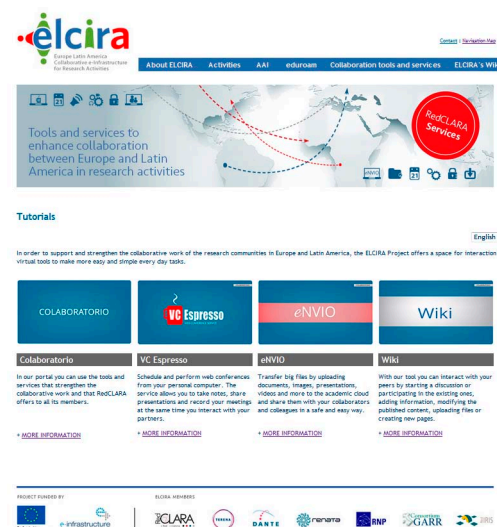 elcira
Europe Latin America
Collaborative e-Infrastructure
for Research Activities
Contact | Navigation Map
About ELCIRA Activities AAI eduroam Collaboration tools and services ELCIRA's Wiki
Tools and services to
enhance collaboration
between Europe and Latin
America in research activities
RedCLARA
Services
eNVIO
21
21
Tutorials
English
In order to support and strengthen the collaborative work of the research communities in Europe and Latin America, the ELCIRA Project offers a space for interaction
virtual tools to make more easy and simple every day tasks.
COLABORATORIO
VC Espresso
eNVIO
Wiki
Colaboratorio
In our portal you can use the tools and
services that strengthen the
collaborative work and that RedCLARA
offers to all its members.
+ MORE INFORMATION
VC Espresso
Schedule and perform web conferences
from your personal computer. The
service allows you to take notes, share
presentations and record your meetings
at the same time you interact with your
partners.
+ MORE INFORMATION
eNVIO
Transfer big files by uploading
documents, images, presentations,
videos and more to the academic cloud
and share them with your collaborators
and colleagues in a safe and easy way.
+ MORE INFORMATION
Wiki
With our tool you can interact with your
peers by starting a discussion or
participating in the existing ones,
adding information, modifying the
published content, uploading files or
creating new pages.
+ MORE INFORMATION
PROJECT FUNDED BY
ELCIRA MEMBERS
e-infrastructure
CLARA
TERENA
DANTE
renata
RNP
Consortium
GARR